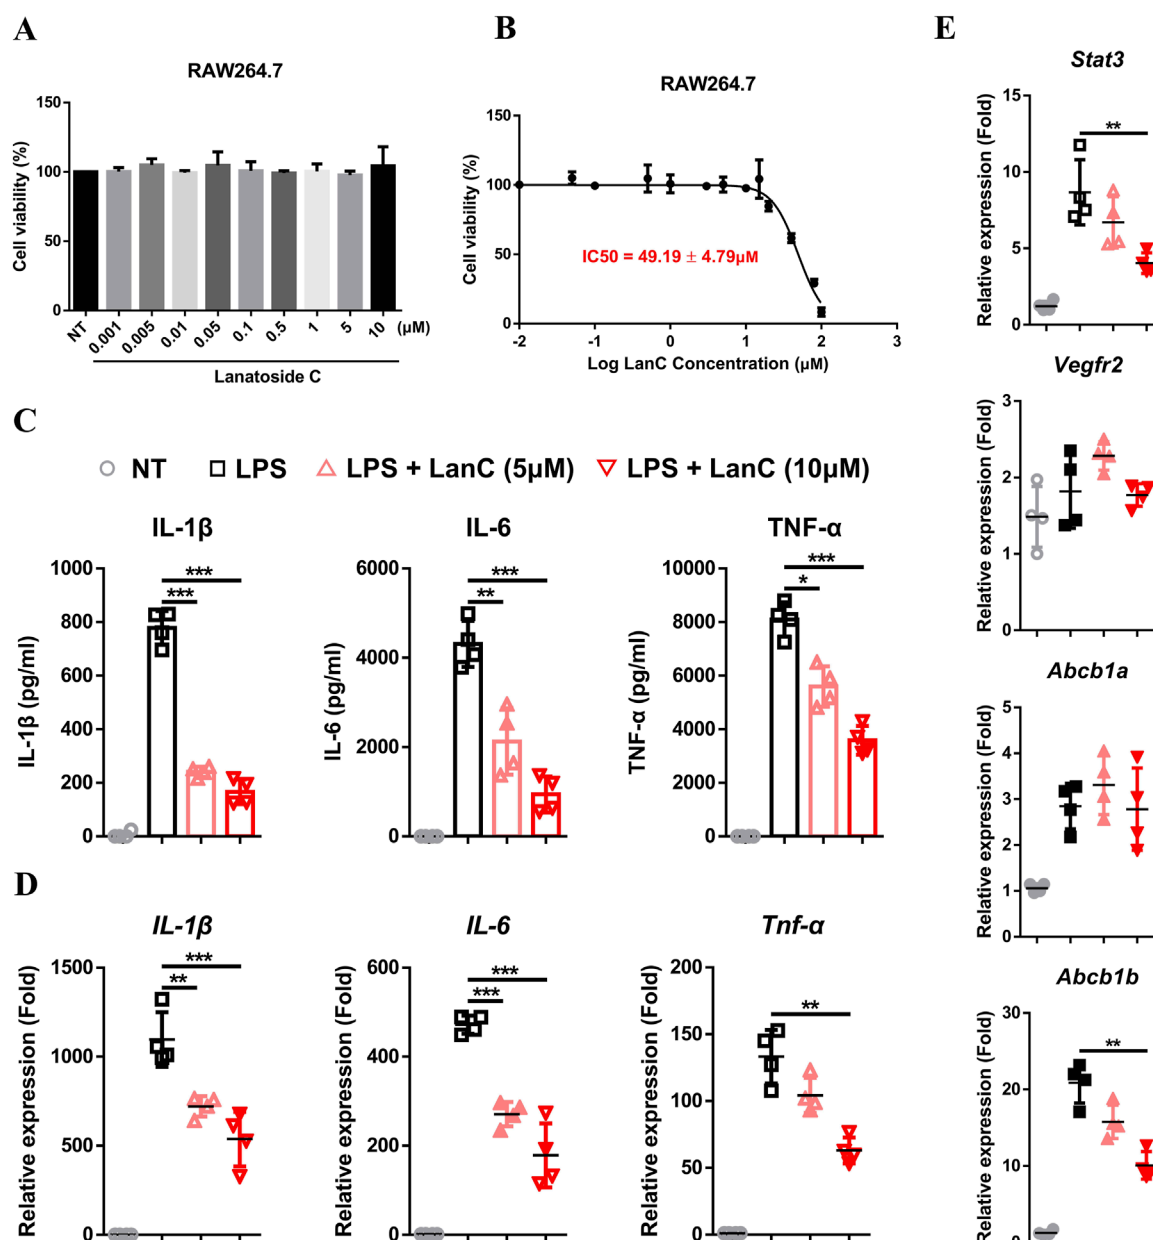 A
RAW264.7
Cell viability (%)
150
100
50
0
NT
0.001
0.005
0.01
0.05
0.1
0.5
1
5
10
(µM)
Lanatoside C
B
RAW264.7
Cell viability (%)
150
100
50
0
IC50 = 49.19 ± 4.79µM
-2
-1
0
1
2
3
Log LanC Concentration (µM)
C
NT
LPS
LPS + LanC (5µM)
LPS + LanC (10µM)
IL-1β
IL-1β (pg/ml)
1000
800
600
400
200
0
***
***
IL-6
IL-6 (pg/ml)
6000
4000
2000
0
***
**
TNF-α
TNF-α (pg/ml)
10000
8000
6000
4000
2000
0
***
*
D
IL-1β
Relative expression (Fold)
1500
1000
500
0
***
**
IL-6
Relative expression (Fold)
600
400
200
0
***
***
Tnf-α
Relative expression (Fold)
200
150
100
50
0
**
E
Stat3
Relative expression (Fold)
15
10
5
0
**
Vegfr2
Relative expression (Fold)
3
2
1
0
Abcb1a
Relative expression (Fold)
5
4
3
2
1
0
Abcb1b
Relative expression (Fold)
30
20
10
0
**